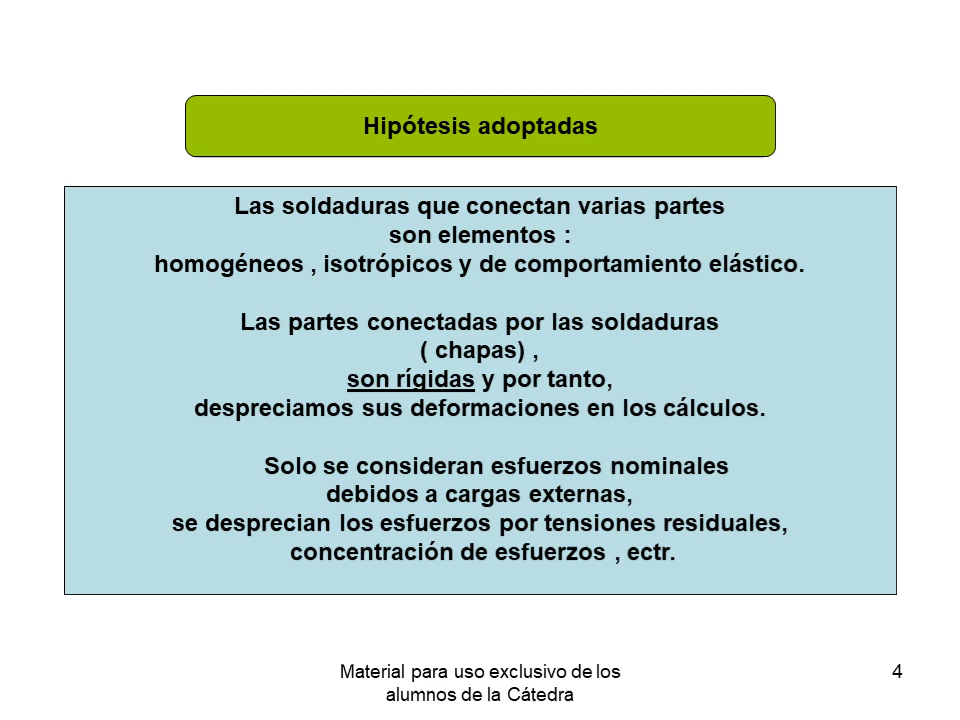 Hipótesis adoptadas
Las soldaduras que conectan varias partes
son elementos :
homogéneos , isotrópicos y de comportamiento elástico.
Las partes conectadas por las soldaduras
( chapas) ,
son rígidas y por tanto,
despreciamos sus deformaciones en los cálculos.
Solo se consideran esfuerzos nominales
debidos a cargas externas,
se desprecian los esfuerzos por tensiones residuales,
concentración de esfuerzos , ectr.
Material para uso exclusivo de los
alumnos de la Cátedra
4